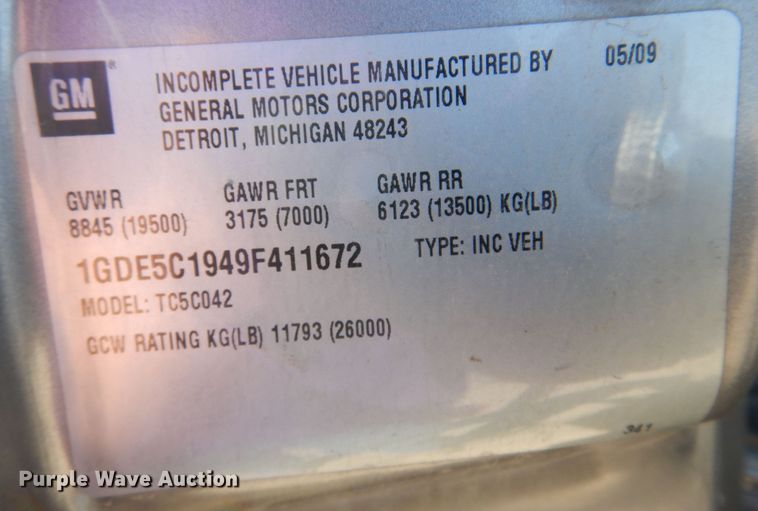 GM ®
INCOMPLETE VEHICLE MANUFACTURED BY 05/09
GENERAL MOTORS CORPORATION
DETROIT, MICHIGAN 48243
GVWR GAWR FRT GAWR RR
8845 (19500) 3175 (7000) 6123 (13500) KG(LB)
1GDE5C1949F411672 TYPE: INC VEH
MODEL: TC5C042
GCW RATING KG(LB) 11793 (26000)
341
Purple Wave Auction